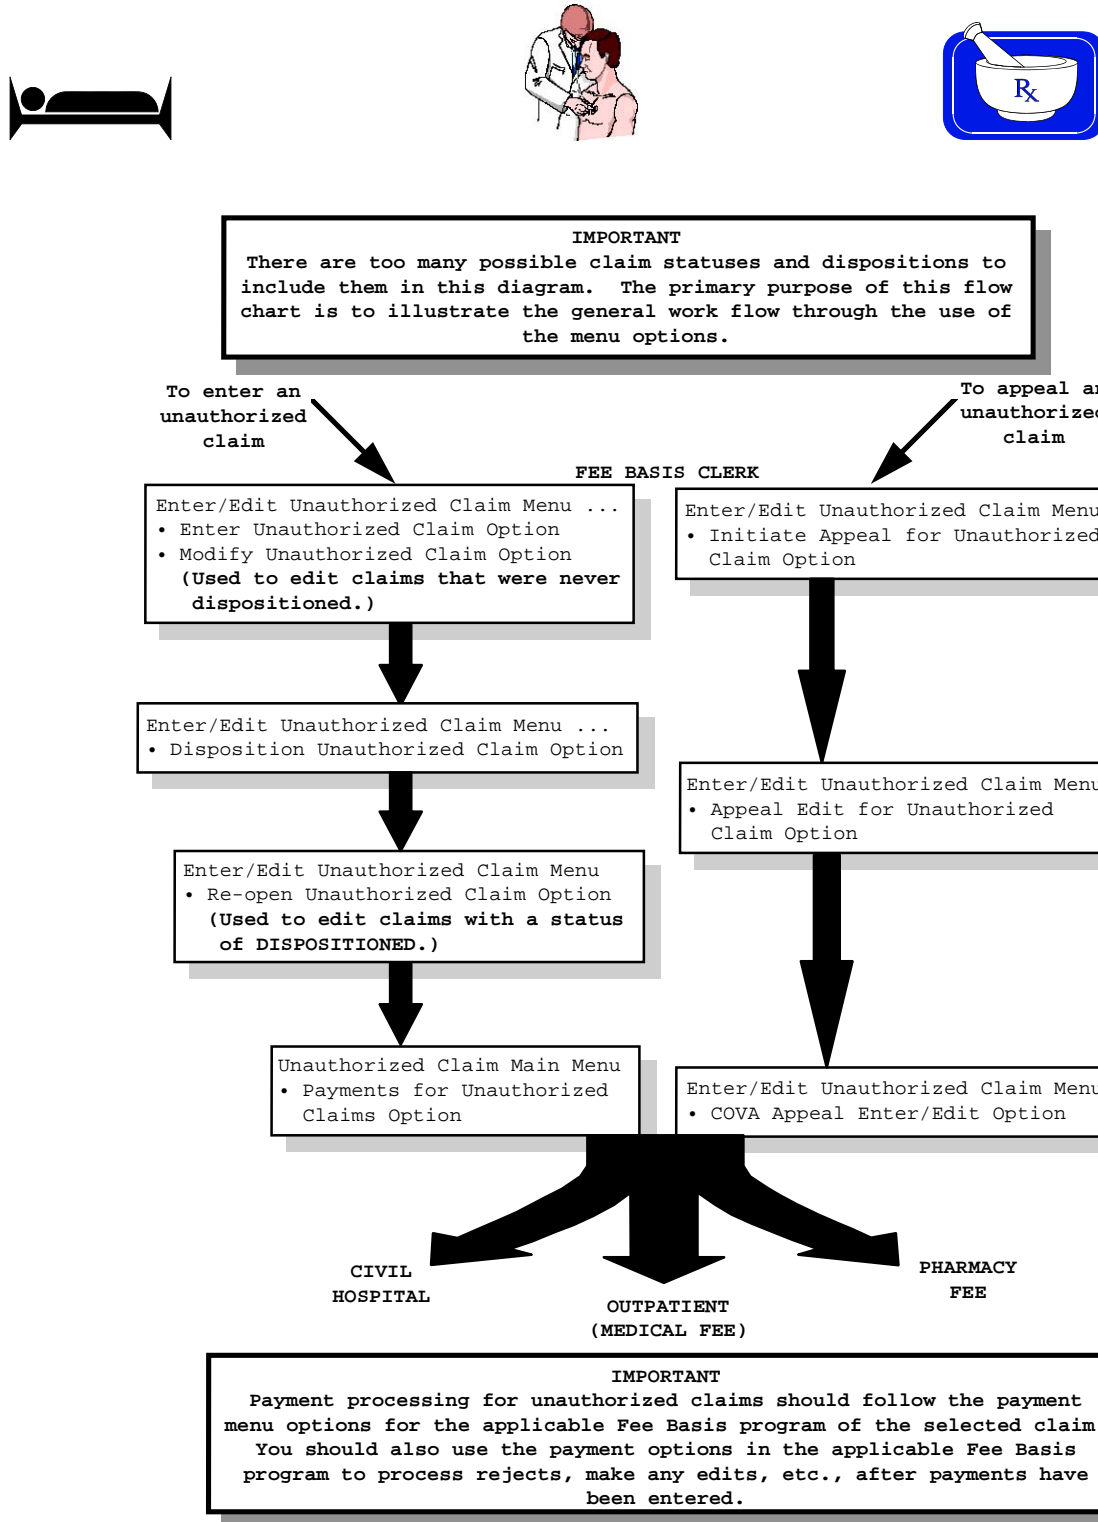 Rx
IMPORTANT
There are too many possible claim statuses and dispositions to
include them in this diagram.  The primary purpose of this flow
chart is to illustrate the general work flow through the use of
the menu options.
To enter an
unauthorized
claim
To appeal an
unauthorized
claim
FEE BASIS CLERK
Enter/Edit Unauthorized Claim Menu ...
• Enter Unauthorized Claim Option
• Modify Unauthorized Claim Option
(Used to edit claims that were never
dispositioned.)
Enter/Edit Unauthorized Claim Menu
• Initiate Appeal for Unauthorized
Claim Option
Enter/Edit Unauthorized Claim Menu ...
• Disposition Unauthorized Claim Option
Enter/Edit Unauthorized Claim Menu
• Appeal Edit for Unauthorized
Claim Option
Enter/Edit Unauthorized Claim Menu
• Re-open Unauthorized Claim Option
(Used to edit claims with a status
of DISPOSITIONED.)
Unauthorized Claim Main Menu
• Payments for Unauthorized
Claims Option
Enter/Edit Unauthorized Claim Menu
• COVA Appeal Enter/Edit Option
CIVIL
HOSPITAL
OUTPATIENT
(MEDICAL FEE)
PHARMACY
FEE
IMPORTANT
Payment processing for unauthorized claims should follow the payment
menu options for the applicable Fee Basis program of the selected claim
You should also use the payment options in the applicable Fee Basis
program to process rejects, make any edits, etc., after payments have
been entered.